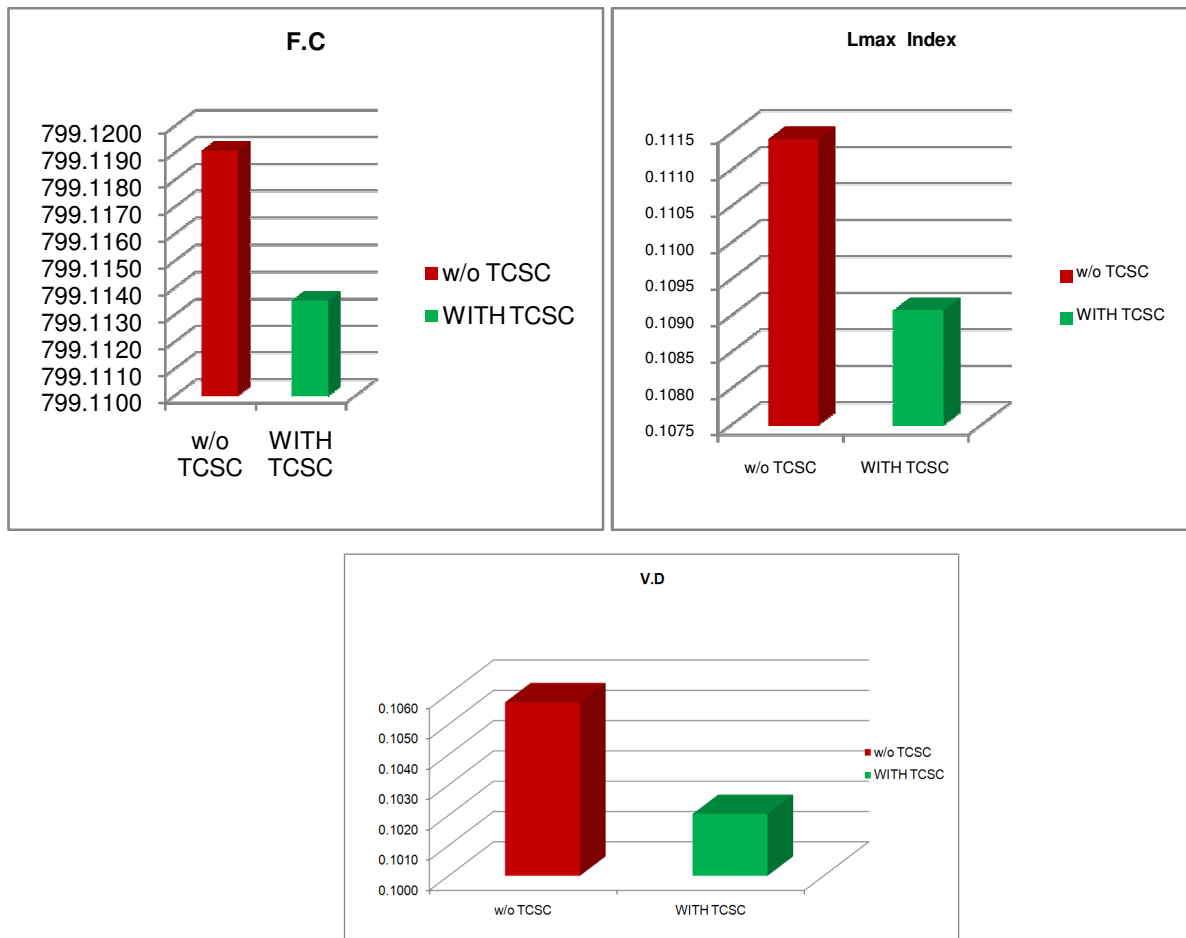 F.C
799.1200
799.1190
799.1180
799.1170
799.1160
799.1150
799.1140
799.1130
799.1120
799.1110
799.1100
w/o
TCSC
WITH
TCSC
w/o TCSC
WITH TCSC
Lmax Index
0.1115
0.1110
0.1105
0.1100
0.1095
0.1090
0.1085
0.1080
0.1075
w/o TCSC
WITH TCSC
w/o TCSC
WITH TCSC
V.D
0.1060
0.1050
0.1040
0.1030
0.1020
0.1010
0.1000
w/o TCSC
WITH TCSC
w/o TCSC
WITH TCSC